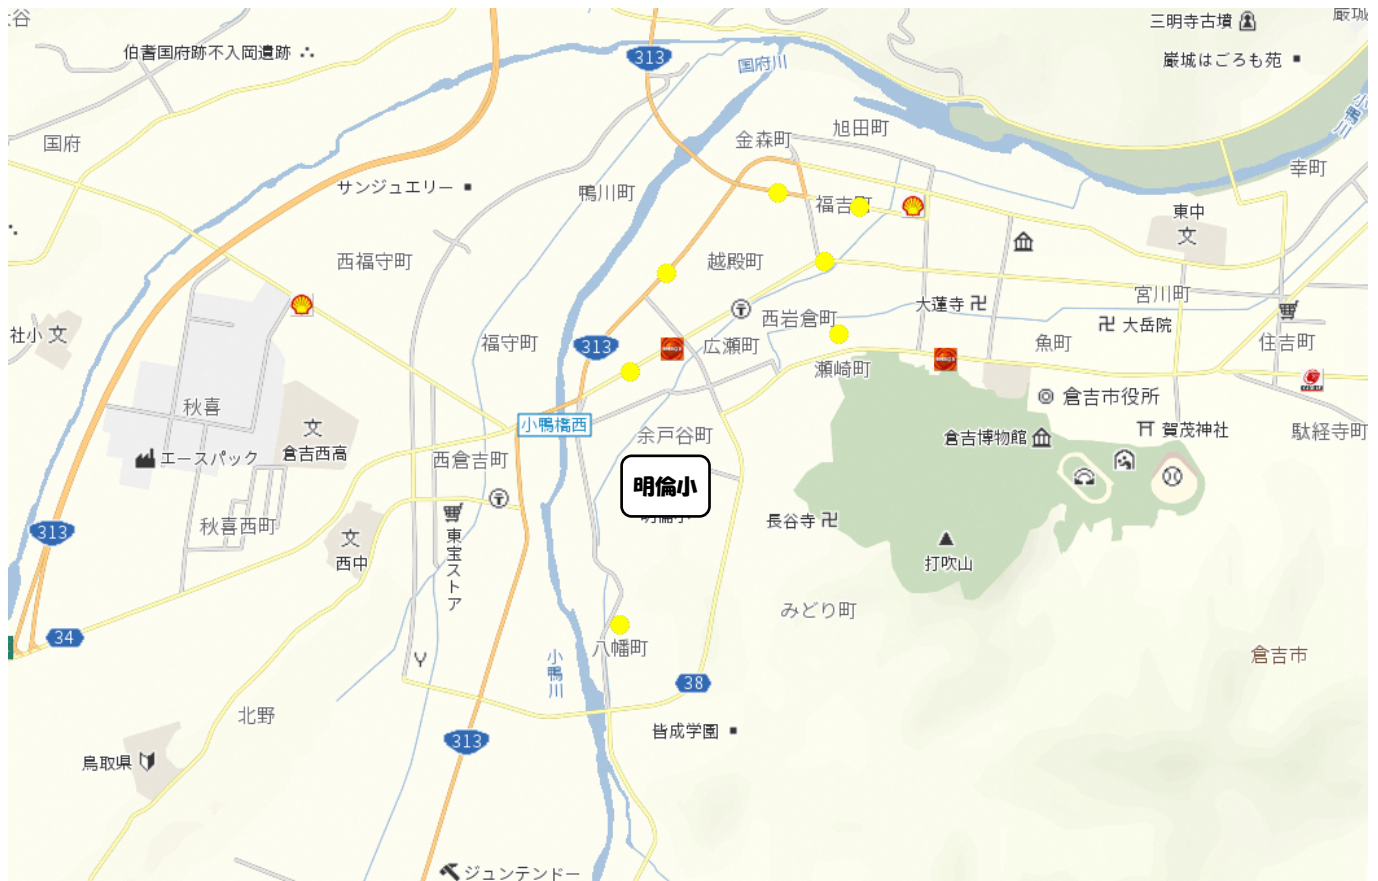 三明寺古墳
巌城
伯耆国府跡不入岡遺跡
313
国府川
巌城はごろも苑
国府
金森町
旭田町
小鴨川
幸町
サンジュエリー
鴨川町
福吉町
東中
文
西福守町
越殿町
宮川町
大蓮寺
西岩倉町
大岳院
社小
文
福守町
313
広瀬町
魚町
住吉町
瀬崎町
倉吉市役所
秋喜
文
小鴨橋西
余戸谷町
倉吉博物館
賀茂神社
駄経寺町
エースパック
倉吉西高
西倉吉町
明倫小
長谷寺
秋喜西町
313
文
西中
東宝ストア
打吹山
みどり町
34
八幡町
小鴨川
倉吉市
38
北野
皆成学園
313
鳥取県
ジュンテンドー